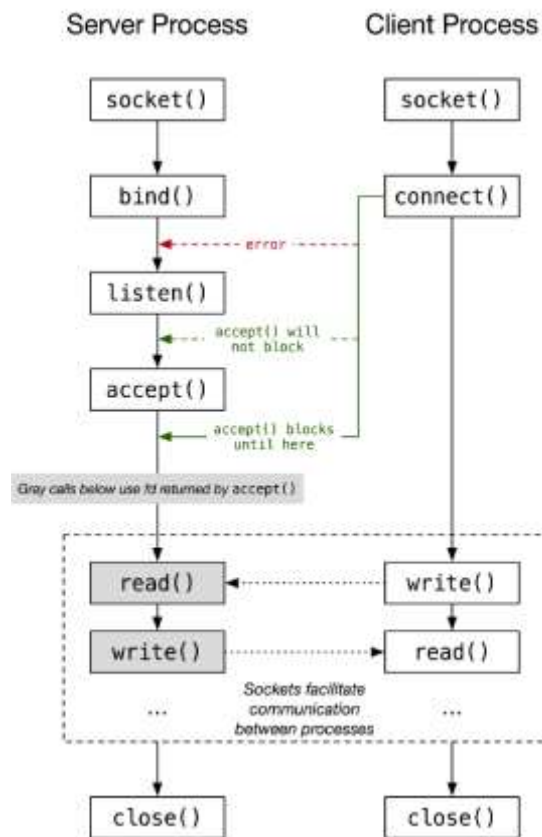 Server Process
Client Process
socket()
socket()
bind()
connect()
error
listen()
accept() will
not block
accept()
accept() blocks
until here
Gray calls below use fd returned by accept()
read()
write()
write()
read()
Sockets facilitate
communication
between processes
...
...
close()
close()